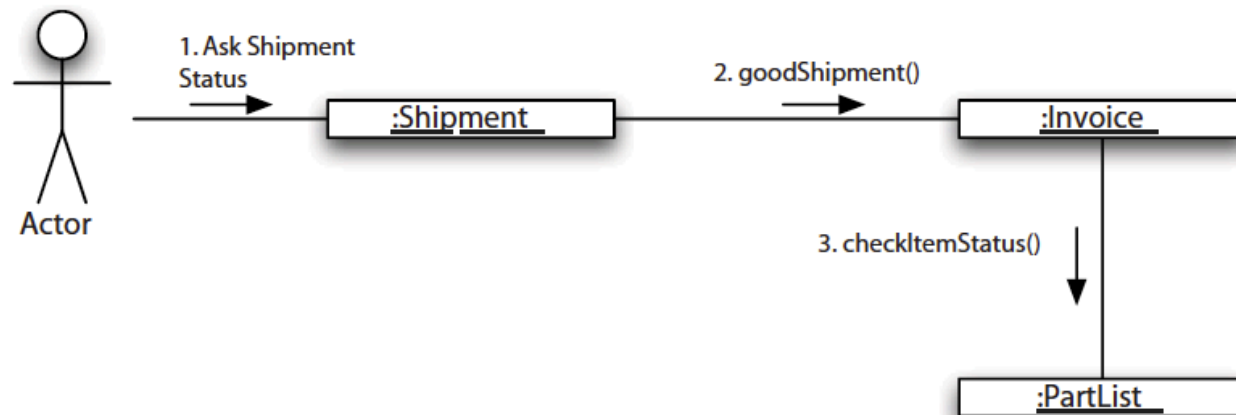 1. Ask Shipment
Status
2. goodShipment()
:Shipment
:Invoice
Actor
3. checkItemStatus()
:PartList